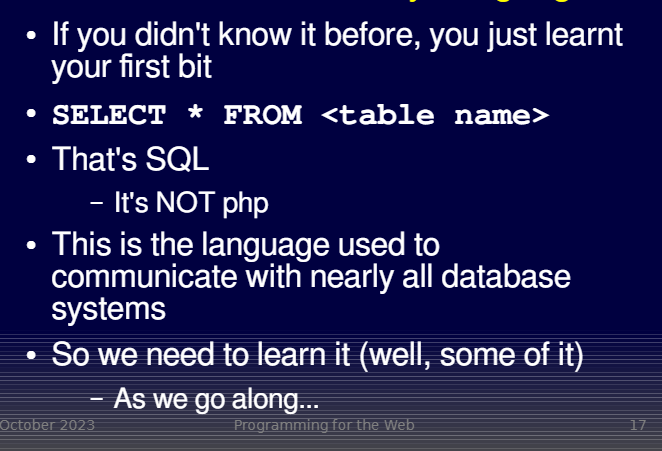 • If you didn't know it before, you just learnt
your first bit
• SELECT * FROM <table name>
• That's SQL
– It's NOT php
• This is the language used to
communicate with nearly all database
systems
• So we need to learn it (well, some of it)
– As we go along...
October 2023 Programming for the Web 17